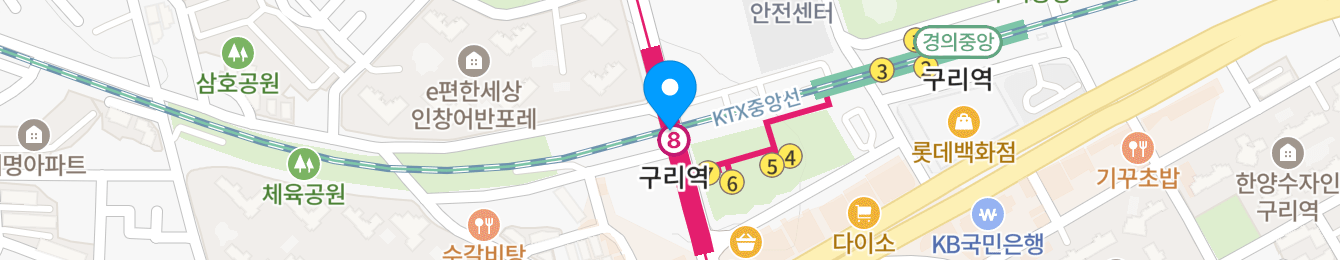 안전센터
경의중앙
구리역
3
삼호공원
e편한세상
인창어반포레
KTX중앙선
8
구리역
6
5
4
롯데백화점
기꾸초밥
한양수자인
구리역
명아파트
체육공원
수라비탕
다이소
KB국민은행